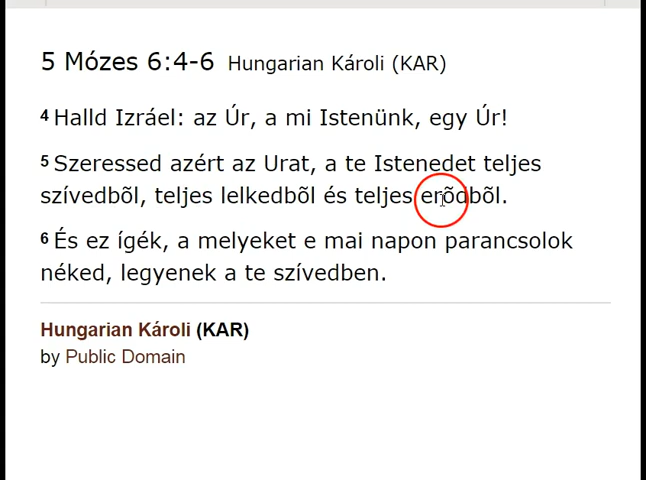 5 Mózes 6:4-6 Hungarian Károli (KAR)
4 Halld Izráel: az Úr, a mi Istenünk, egy Úr!
5 Szeressed azért az Urat, a te Istenedet teljes
szívedbõl, teljes lelkedbõl és teljes erõdbõl.
6 És ez ígék, a melyeket e mai napon parancsolok
néked, legyenek a te szívedben.
Hungarian Károli (KAR)
by Public Domain